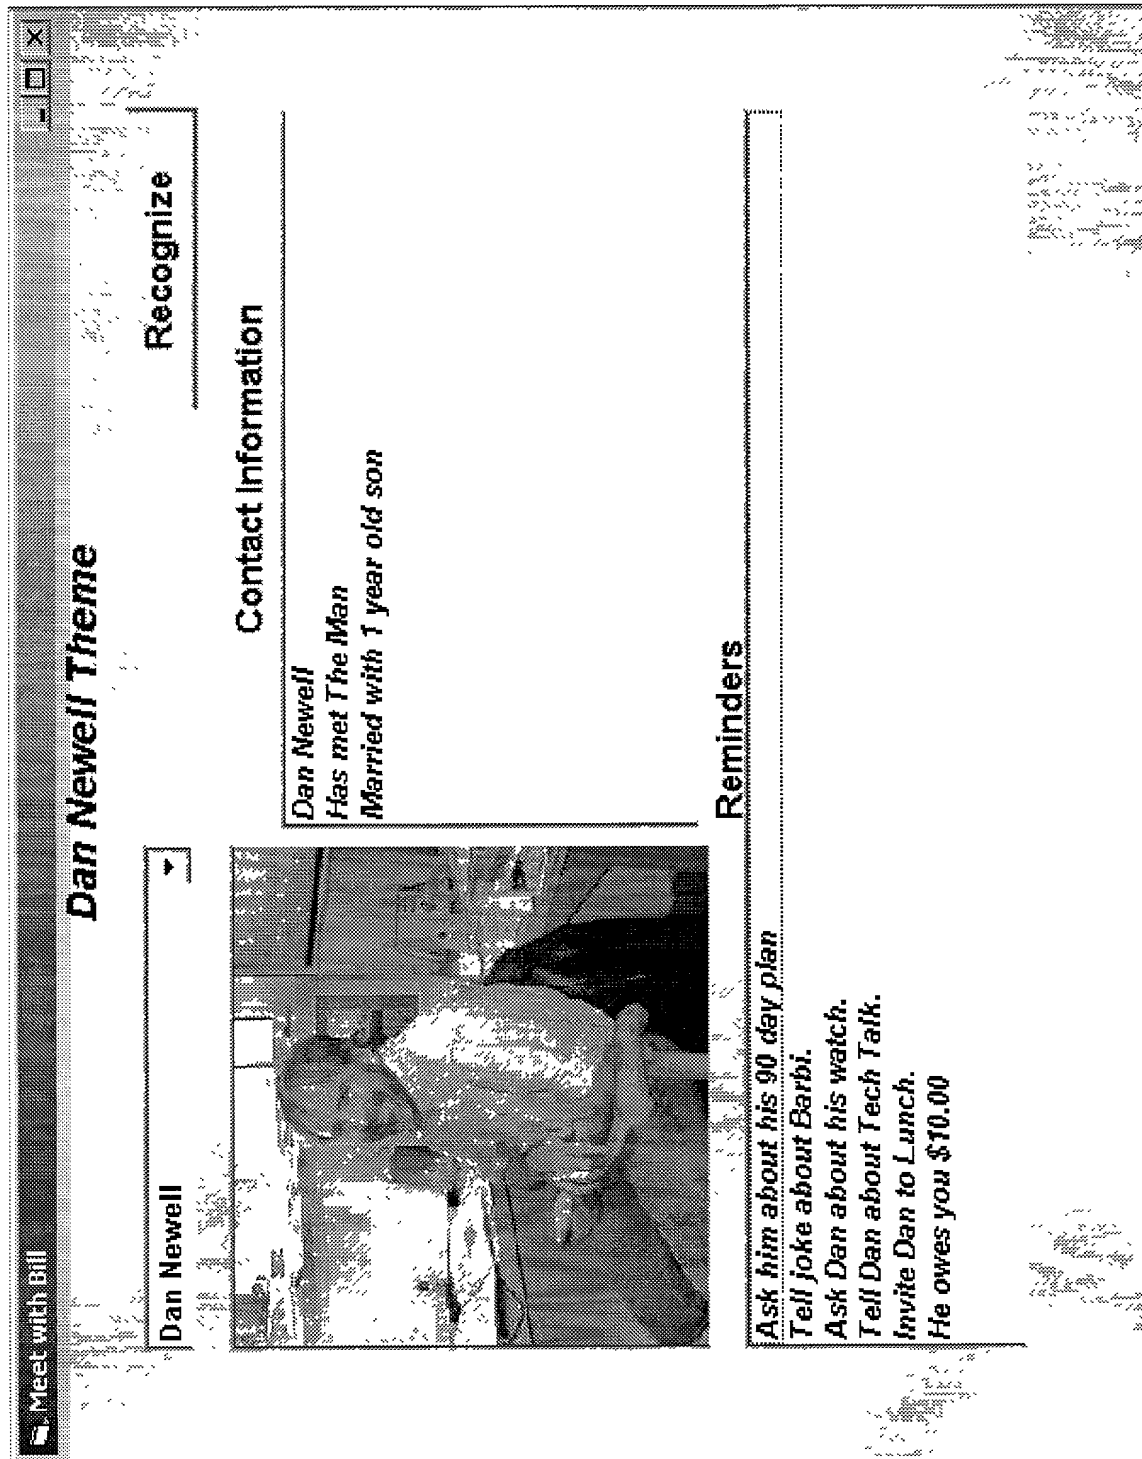 Meet with Bill
Dan Newell Theme
Dan Newell
Recognize
Contact Information
Dan Newell
Has met The Man
Married with 1 year old son
Reminders
Ask him about his 90 day plan
Tell joke about Barbi.
Ask Dan about his watch.
Tell Dan about Tech Talk.
Invite Dan to Lunch.
He owes you $10.00